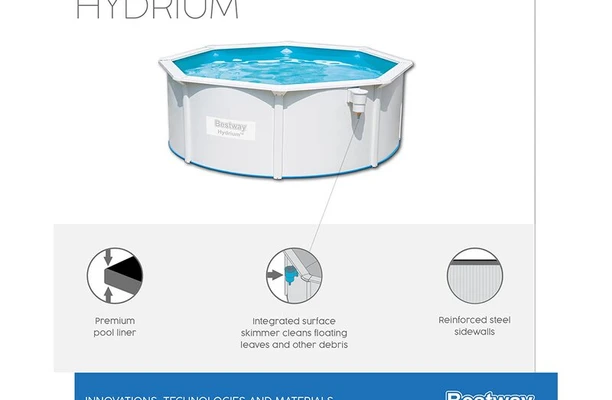 HYDRIUM
Bestway
Hydrium™
Premium
pool liner
Integrated surface
skimmer cleans floating
leaves and other debris
Reinforced steel
sidewalls
INNOVATIONS, TECHNOLOGIES AND MATERIALS
Bestway